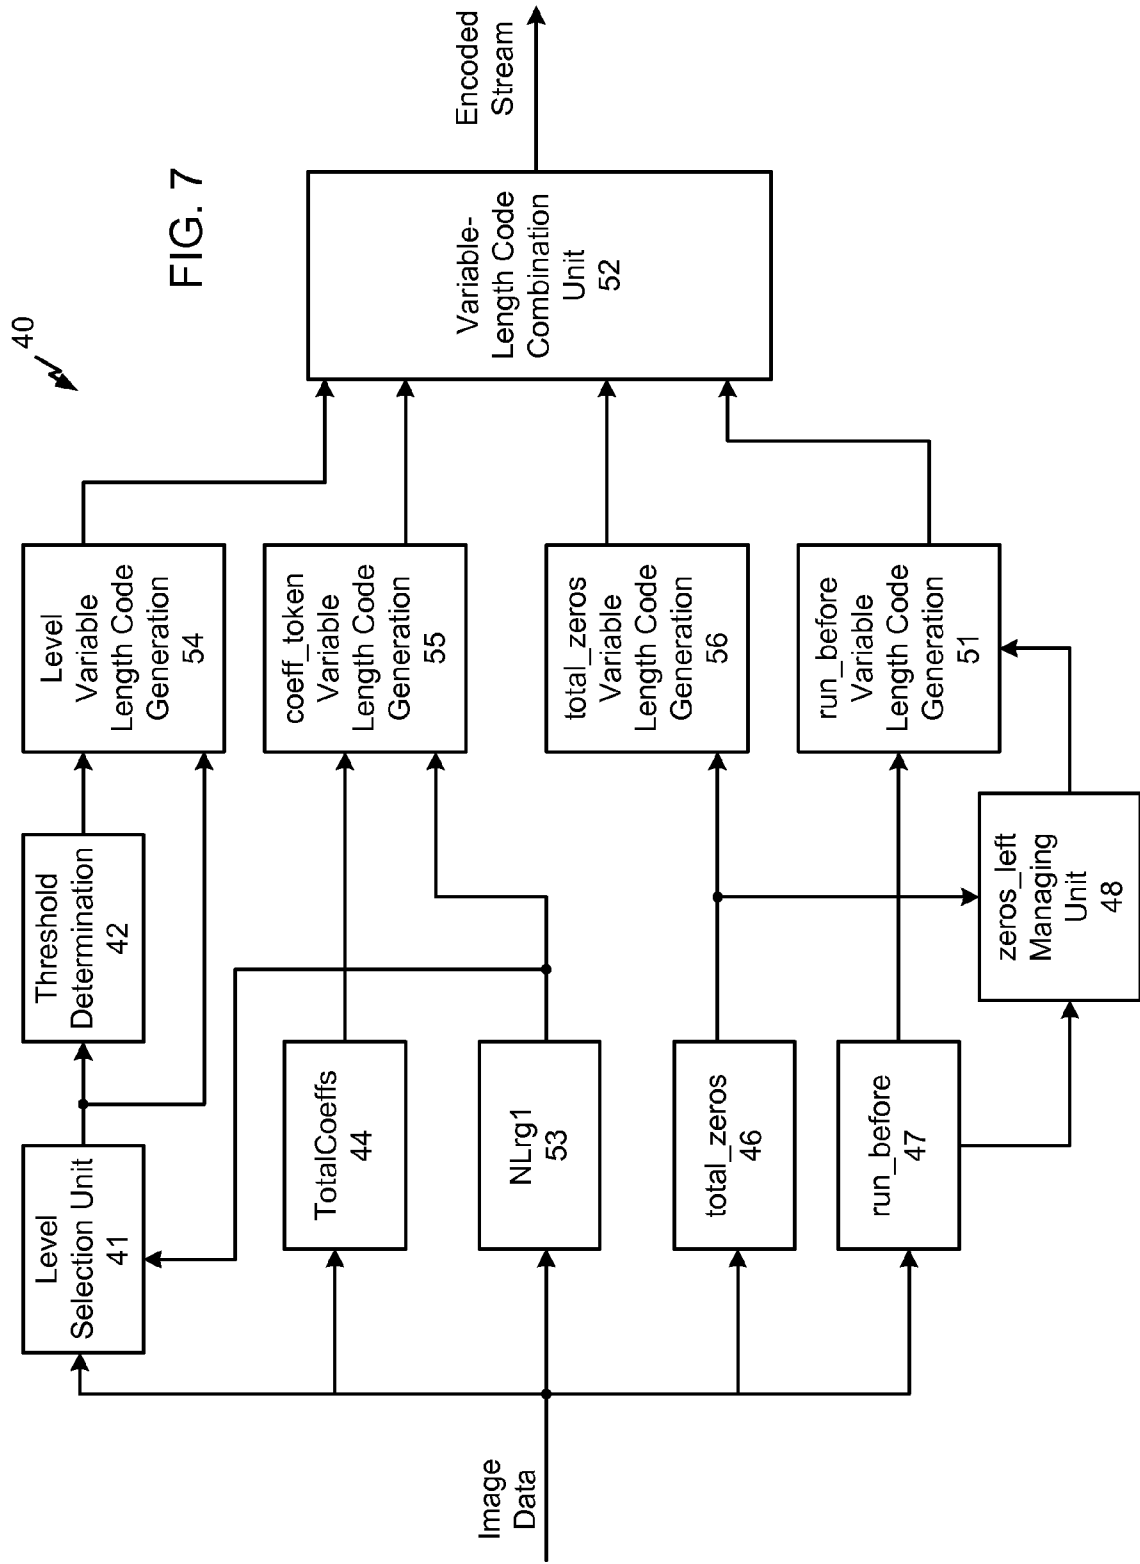 FIG. 7
40
Image
Data
Level
Selection Unit
41
Threshold
Determination
42
Level
Variable
Length Code
Generation
54
TotalCoeffs
44
coeff_token
Variable
Length Code
Generation
55
NLrg1
53
total_zeros
46
total_zeros
Variable
Length Code
Generation
56
run_before
47
run_before
Variable
Length Code
Generation
51
zeros_left
Managing
Unit
48
Variable-
Length Code
Combination
Unit
52
Encoded
Stream